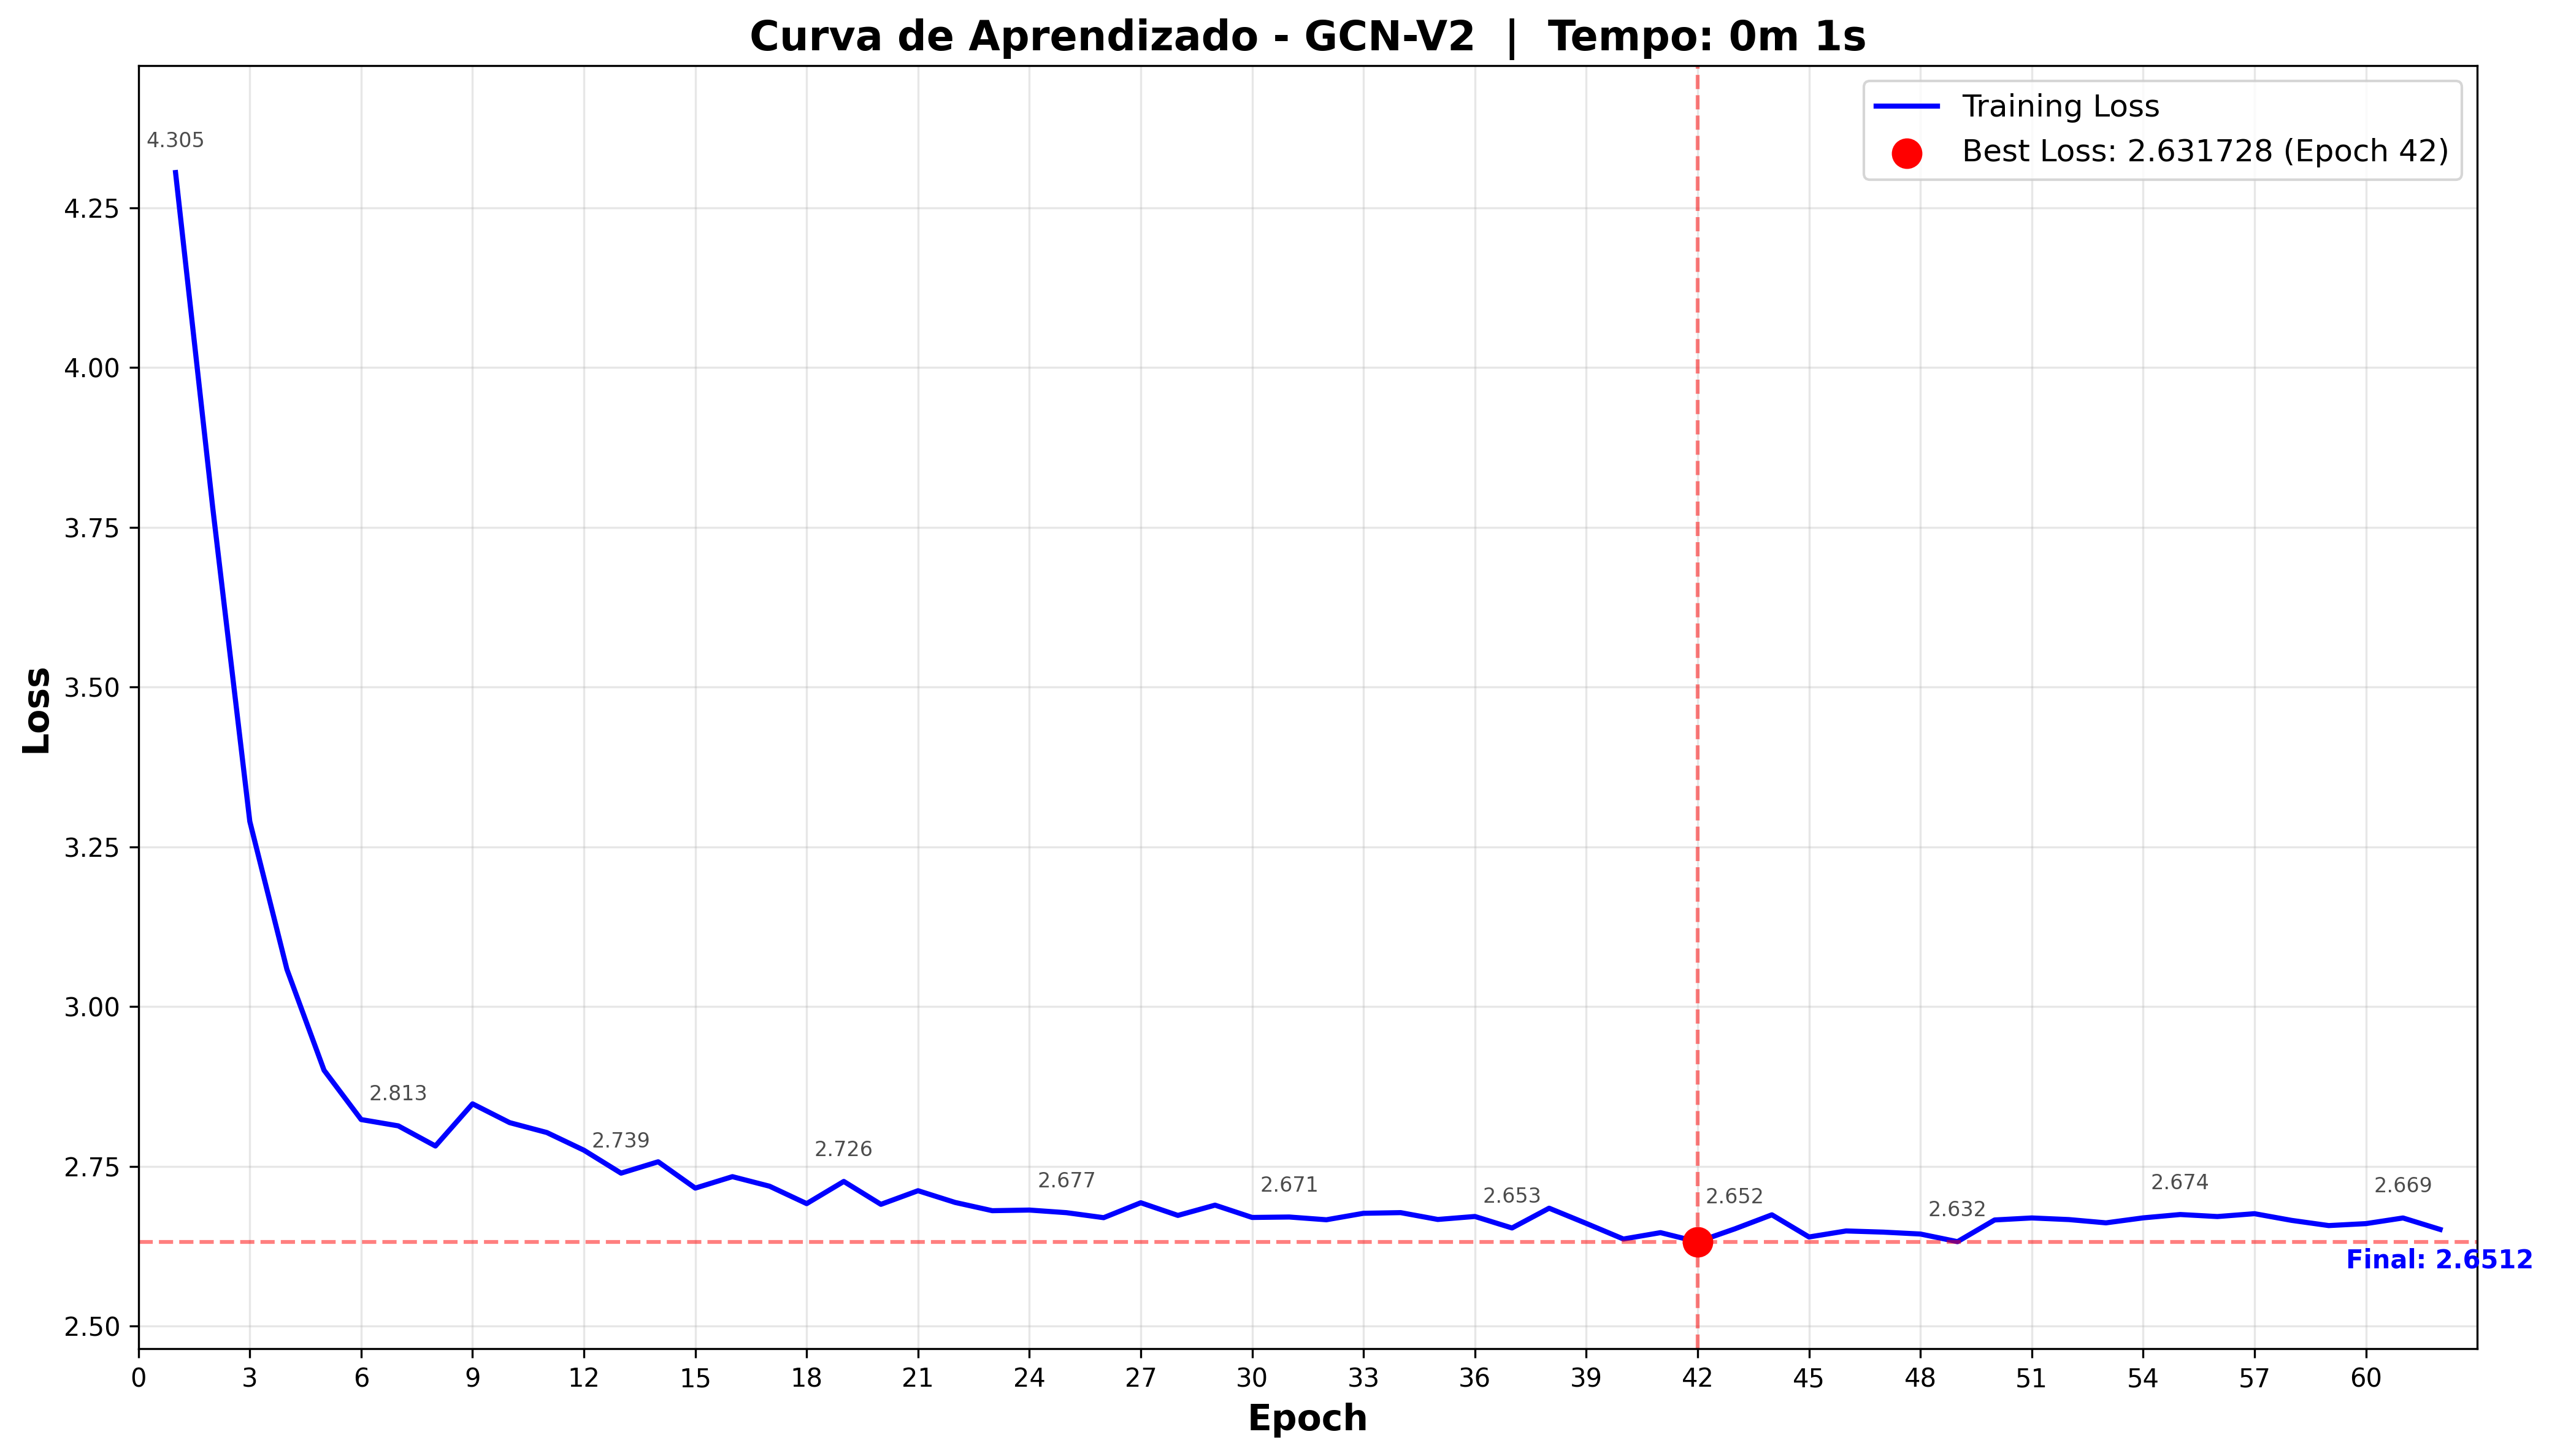 Curva de Aprendizado - GCN-V2 | Tempo: 0m 1s
Training Loss
Best Loss: 2.631728 (Epoch 42)
4.305
4.25
4.00
3.75
3.50
3.25
3.00
2.75
2.50
Loss
2.813
2.739
2.726
2.677
2.671
2.653
2.652
2.632
2.674
2.669
Final: 2.6512
0 3 6 9 12 15 18 21 24 27 30 33 36 39 42 45 48 51 54 57 60
Epoch